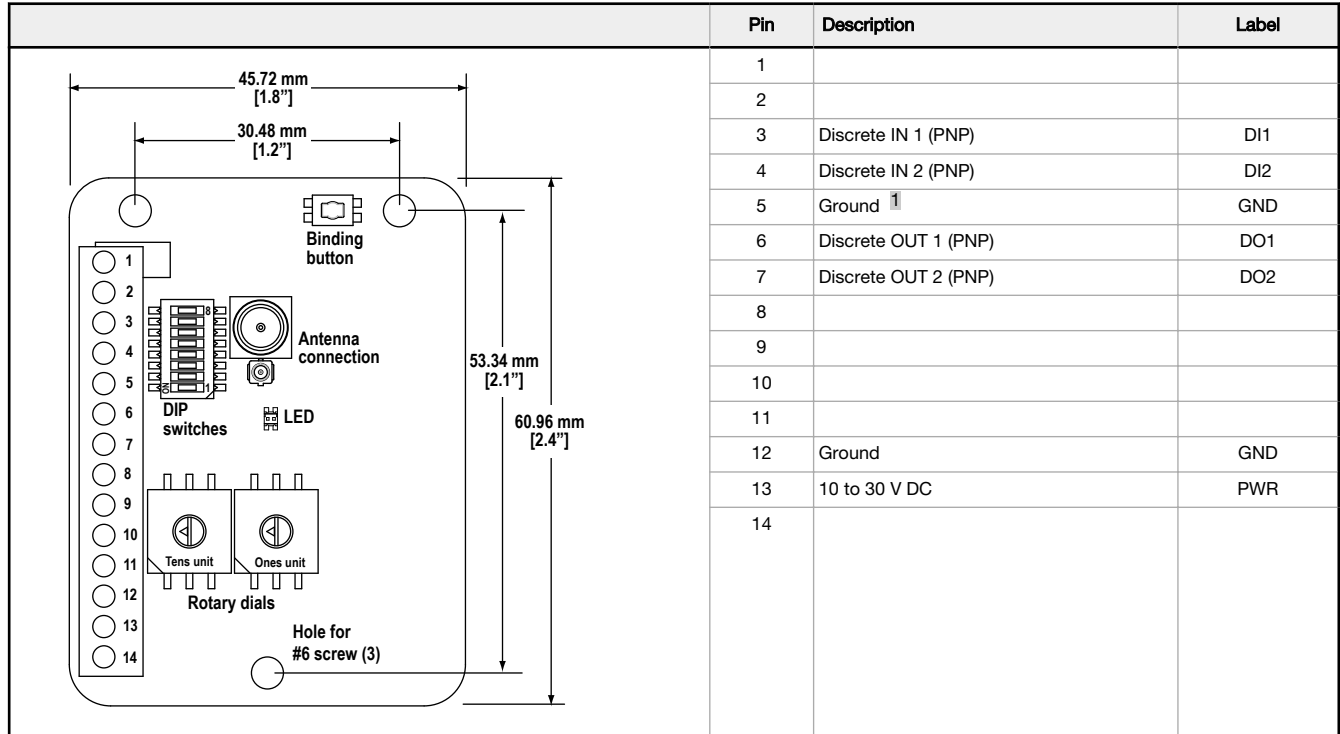 Pin Description Label
1
2
3 Discrete IN 1 (PNP) DI1
4 Discrete IN 2 (PNP) DI2
5 Ground 1 GND
6 Discrete OUT 1 (PNP) DO1
7 Discrete OUT 2 (PNP) DO2
8
9
10
11
12 Ground GND
13 10 to 30 V DC PWR
14
45.72 mm
[1.8”]
30.48 mm
[1.2”]
Binding
button
1
2
3
4
5
6
7
8
9
10
11
12
13
14
8
ON 1
DIP
switches
Antenna
connection
LED
53.34 mm
[2.1”]
60.96 mm
[2.4”]
Tens unit
Ones unit
Rotary dials
Hole for
#6 screw (3)